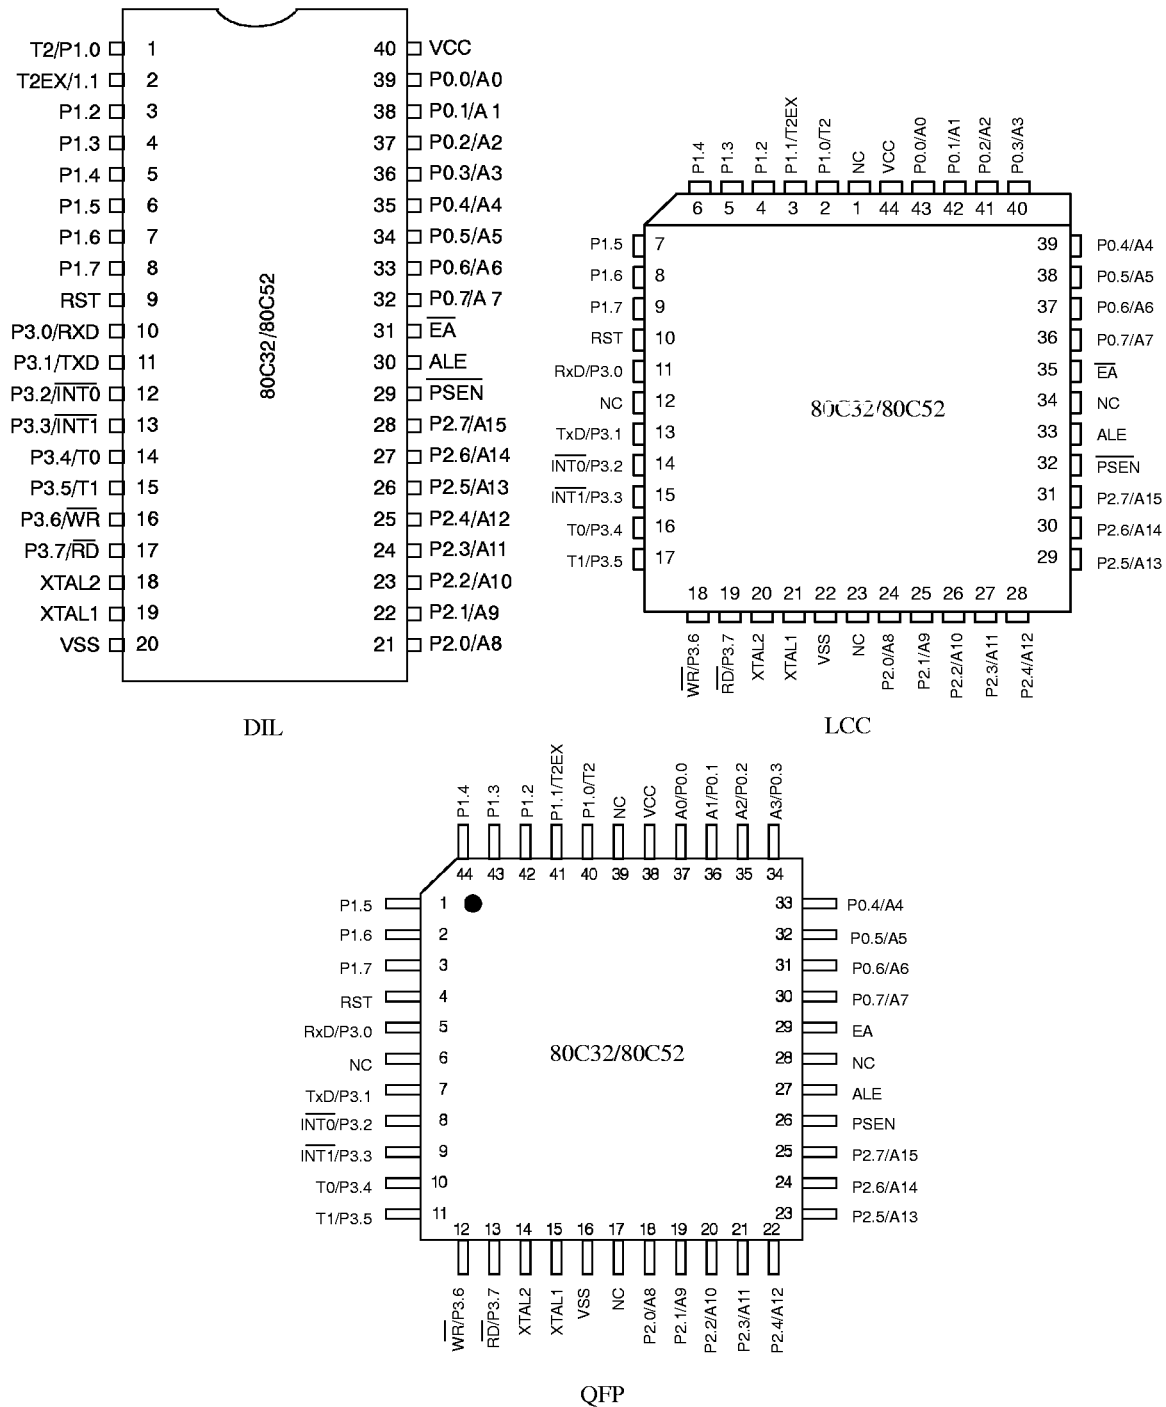 T2/P1.0 1 40 VCC
T2EX/1.1 2 39 P0.0/A0
P1.2 3 38 P0.1/A 1
P1.3 4 37 P0.2/A2
P1.4 5 36 P0.3/A3
P1.5 6 35 P0.4/A4
P1.6 7 34 P0.5/A5
P1.7 8 33 P0.6/A6
RST 9 32 P0.7/A 7
P3.0/RXD 10 31 EA
P3.1/TXD 11 30 ALE
P3.2/INT0 12 29 PSEN
P3.3/INT1 13 28 P2.7/A15
P3.4/T0 14 27 P2.6/A14
P3.5/T1 15 26 P2.5/A13
P3.6/WR 16 25 P2.4/A12
P3.7/RD 17 24 P2.3/A11
XTAL2 18 23 P2.2/A10
XTAL1 19 22 P2.1/A9
VSS 20 21 P2.0/A8
80C32/80C52
DIL
P1.4 P1.3 P1.2 P1.1/T2EX P1.0/T2 NC VCC P0.0/A0 P0.1/A1 P0.2/A2 P0.3/A3
6 5 4 3 2 1 44 43 42 41 40
P1.5 7 39 P0.4/A4
P1.6 8 38 P0.5/A5
P1.7 9 37 P0.6/A6
RST 10 36 P0.7/A7
RxD/P3.0 11 35 EA
NC 12 34 NC
80C32/80C52
TxD/P3.1 13 33 ALE
INT0/P3.2 14 32 PSEN
INT1/P3.3 15 31 P2.7/A15
T0/P3.4 16 30 P2.6/A14
T1/P3.5 17 29 P2.5/A13
18 19 20 21 22 23 24 25 26 27 28
WR/P3.6 RD/P3.7 XTAL2 XTAL1 VSS NC P2.0/A8 P2.1/A9 P2.2/A10 P2.3/A11 P2.4/A12
LCC
P1.4 P1.3 P1.2 P1.1/T2EX P1.0/T2 NC VCC A0/P0.0 A1/P0.1 A2/P0.2 A3/P0.3
44 43 42 41 40 39 38 37 36 35 34
P1.5 1 33 P0.4/A4
P1.6 2 32 P0.5/A5
P1.7 3 31 P0.6/A6
RST 4 30 P0.7/A7
RxD/P3.0 5 29 EA
80C32/80C52
NC 6 28 NC
TxD/P3.1 7 27 ALE
INT0/P3.2 8 26 PSEN
INT1/P3.3 9 25 P2.7/A15
T0/P3.4 10 24 P2.6/A14
T1/P3.5 11 23 P2.5/A13
12 13 14 15 16 17 18 19 20 21 22
WR/P3.6 RD/P3.7 XTAL2 XTAL1 VSS NC P2.0/A8 P2.1/A9 P2.2/A10 P2.3/A11 P2.4/A12
QFP